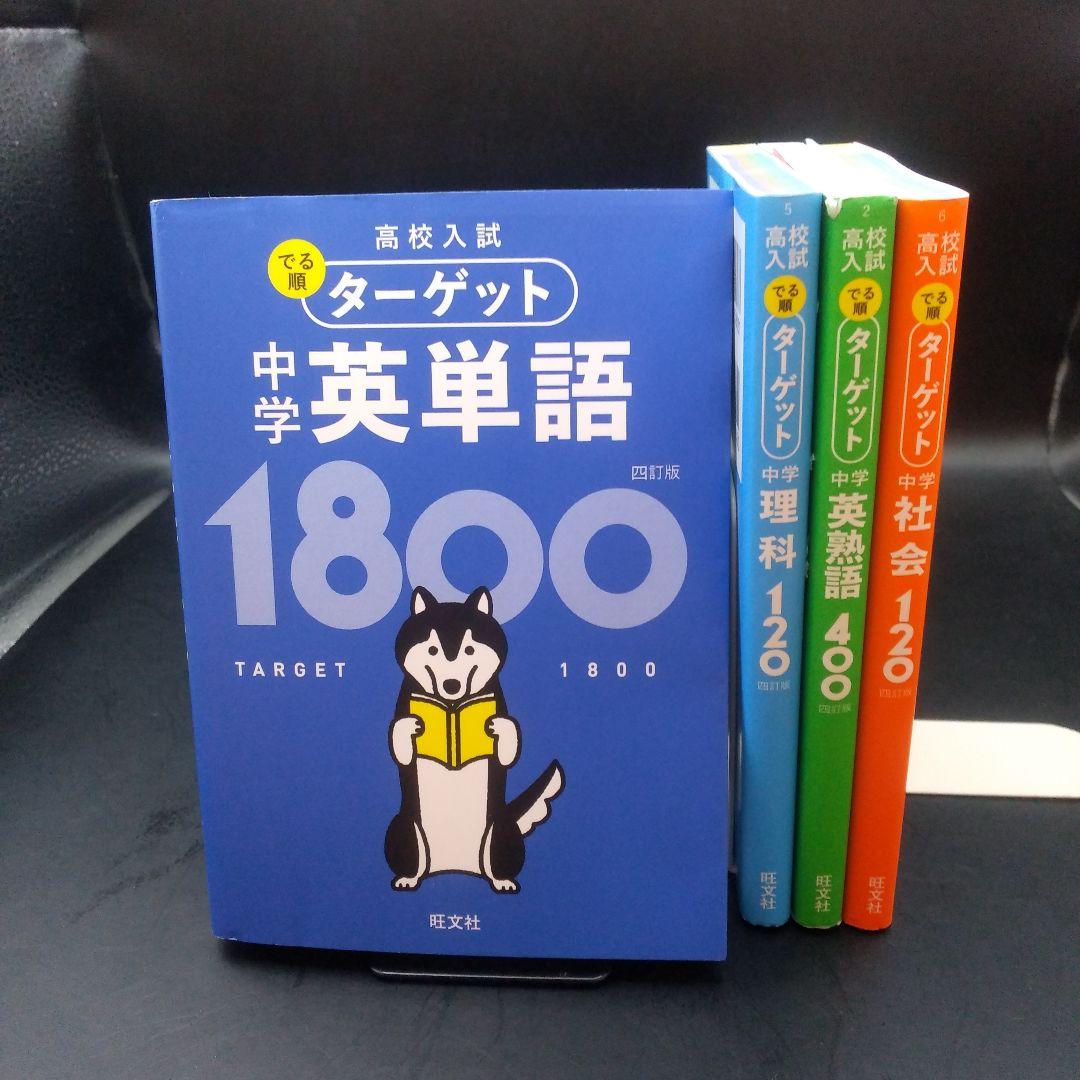 高校入試
でる
順
ターゲット
中学
英単語
四訂版
1800
TARGET 1800
旺文社
5
高校
入試
でる
順
ターゲット
中学
理科
120
四訂版
旺文社
2
高校
入試
でる
順
ターゲット
中学
英熟語
400
四訂版
旺文社
6
高校
入試
でる
順
ターゲット
中学
社会
120
四訂版
旺文社